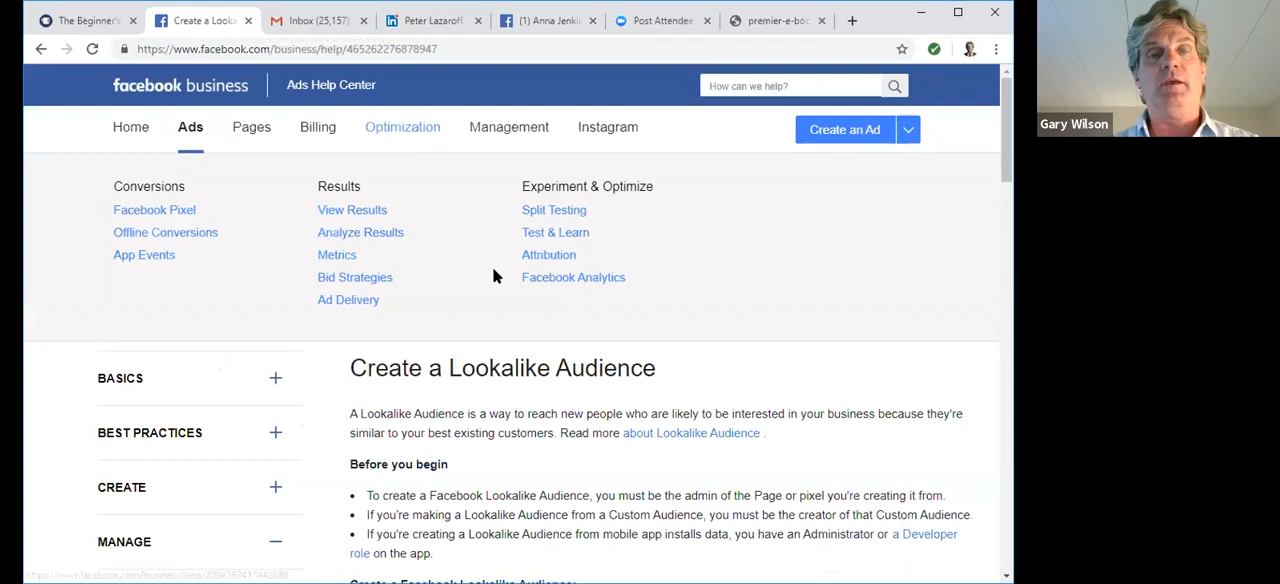 The Beginner's
Create a Looka
Inbox (25,157)
Peter Lazaroff
(1) Anna Jenki
Post Attendee
premier-e-boc
https://www.facebook.com/business/help/465262276878947
facebook business
Ads Help Center
How can we help?
Home
Ads
Pages
Billing
Optimization
Management
Instagram
Create an Ad
Gary Wilson
Conversions
Results
Experiment & Optimize
Facebook Pixel
View Results
Split Testing
Offline Conversions
Analyze Results
Test & Learn
App Events
Metrics
Attribution
Bid Strategies
Facebook Analytics
Ad Delivery
BASICS
BEST PRACTICES
CREATE
MANAGE
Create a Lookalike Audience
A Lookalike Audience is a way to reach new people who are likely to be interested in your business because they're
similar to your best existing customers. Read more about Lookalike Audience .
Before you begin
• To create a Facebook Lookalike Audience, you must be the admin of the Page or pixel you're creating it from.
• If you're making a Lookalike Audience from a Custom Audience, you must be the creator of that Custom Audience.
• If you're creating a Lookalike Audience from mobile app installs data, you have an Administrator or a Developer
role on the app.
Create a Facebook Lookalike Audience: